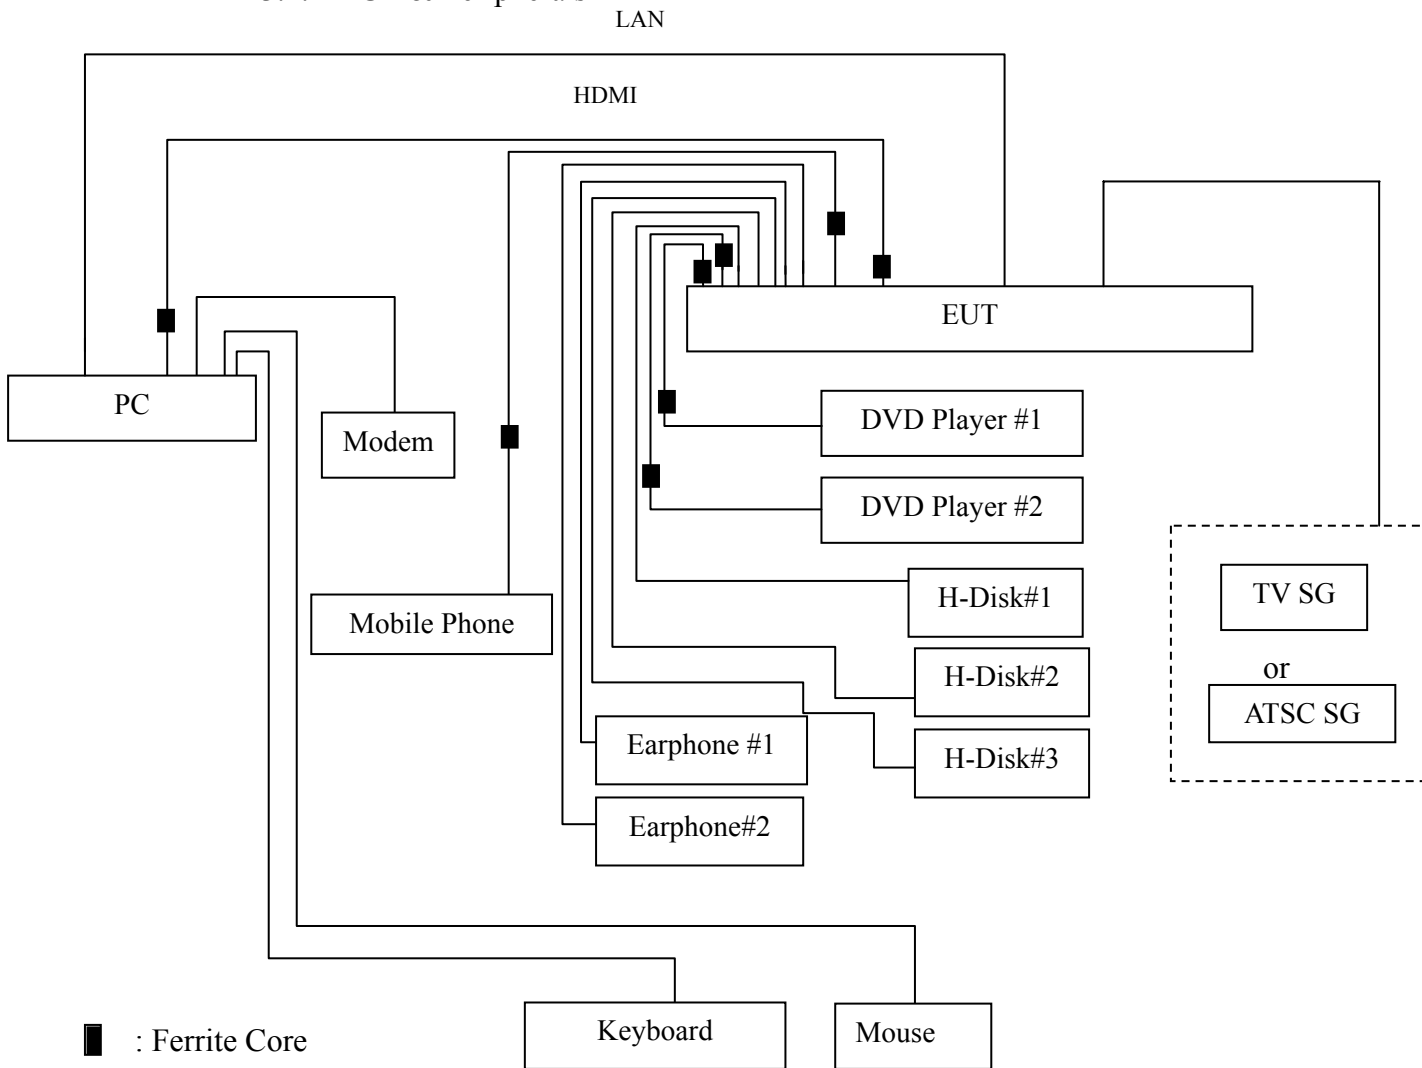 LAN
HDMI
EUT
PC
DVD Player #1
Modem
DVD Player #2
H-Disk#1
TV SG
Mobile Phone
or
H-Disk#2
ATSC SG
Earphone #1
H-Disk#3
Earphone#2
Keyboard
Mouse
: Ferrite Core